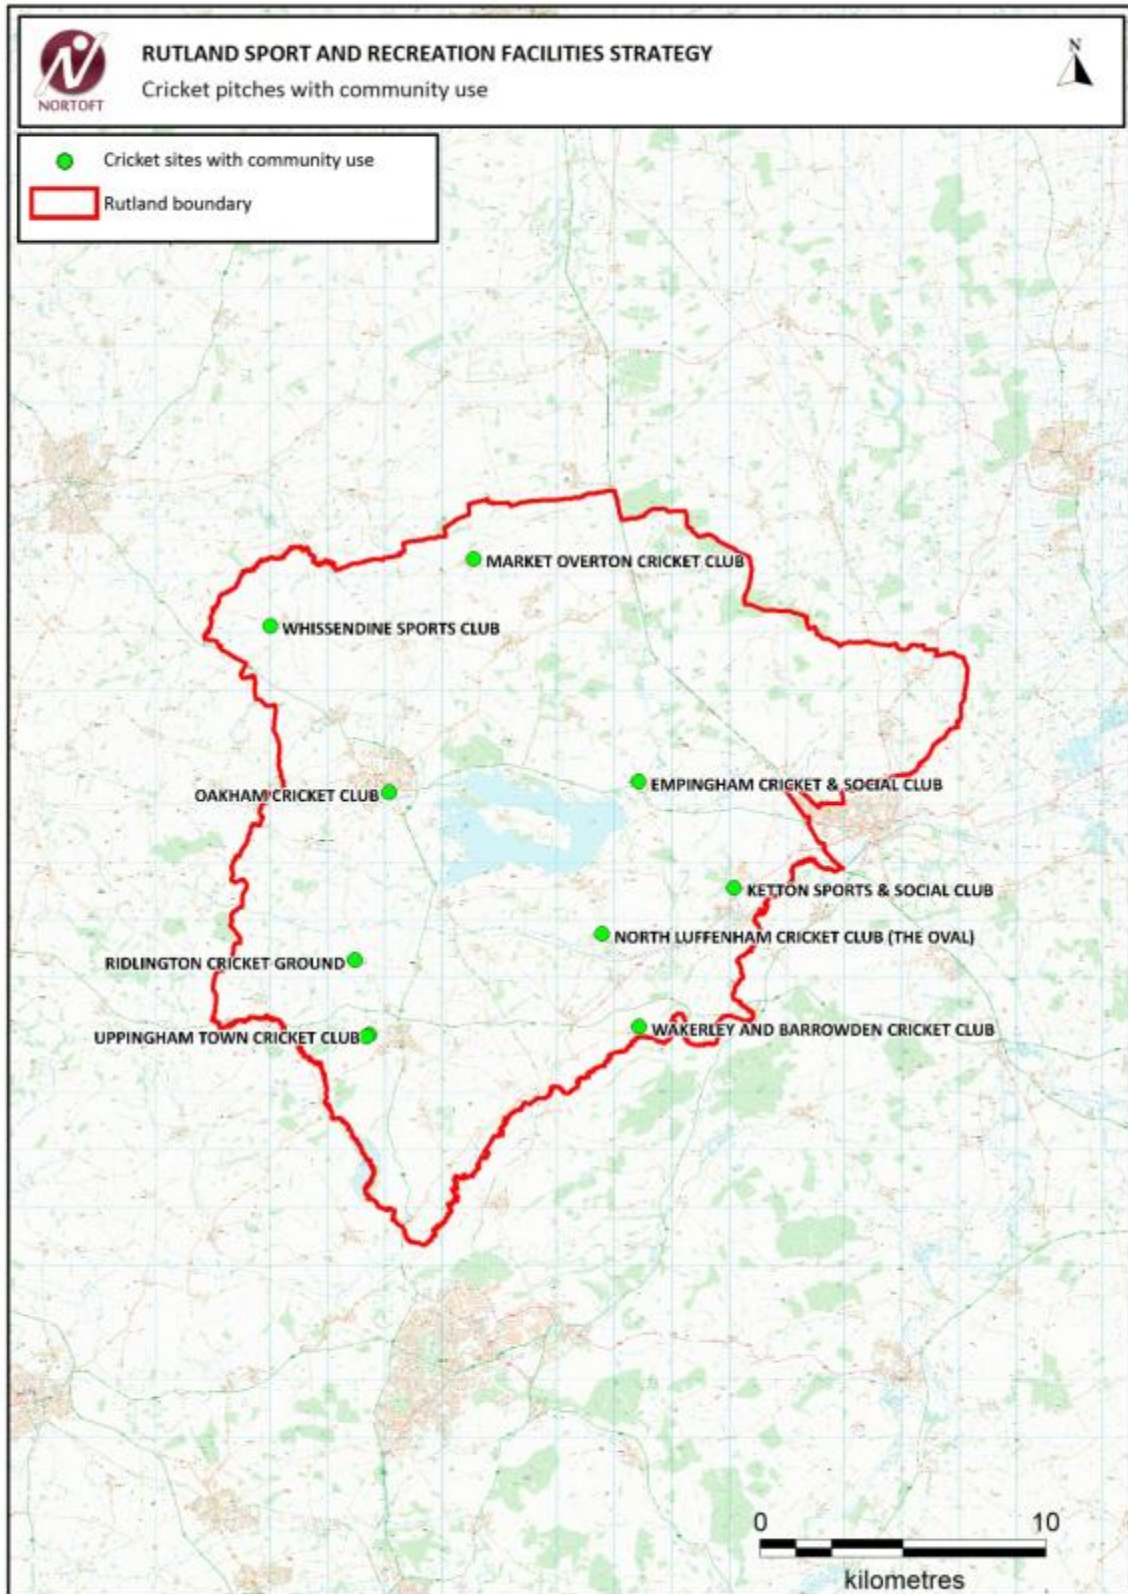 RUTLAND SPORT AND RECREATION FACILITIES STRATEGY
Cricket pitches with community use
NORTOFT
N
Cricket sites with community use
Rutland boundary
MARKET OVERTON CRICKET CLUB
WHISSENDINE SPORTS CLUB
OAKHAM CRICKET CLUB
EMPINGHAM CRICKET & SOCIAL CLUB
KETTON SPORTS & SOCIAL CLUB
NORTH LUFFENHAM CRICKET CLUB (THE OVAL)
RIDLINGTON CRICKET GROUND
UPPINGHAM TOWN CRICKET CLUB
WAKERLEY AND BARROWDEN CRICKET CLUB
0 10
kilometres